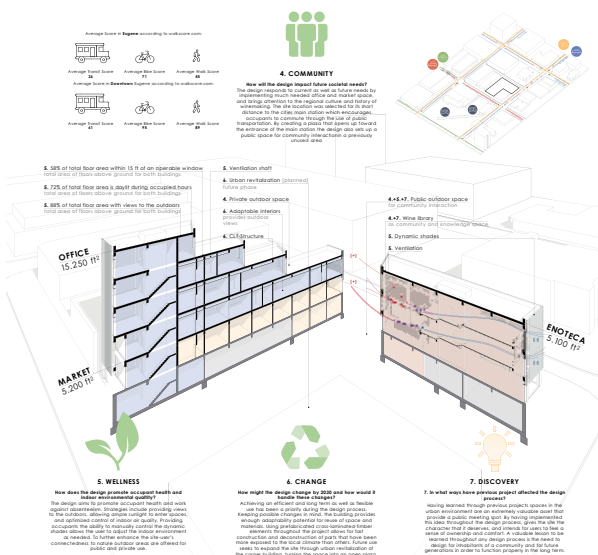 Average Score in Eugene according to walkscore.com:
Average Transit Score
36
Average Bike Score
71
Average Walk Score
Average Score in Downtown Eugene according to walkscore.com:
Average Transit Score
61
Average Bike Score
98
Average Walk Score
89
4. COMMUNITY
How will the design impact future societal needs?
The design responds to current as well as future needs by
implementing much needed office and market space,
and brings attention to the regional culture and history of
winemaking. The site location was selected for its short
distance to the cities main station which encourages
occupants to commute through the use of public
transportation. By creating a plaza that opens up toward
the entrance of the main station the design also sets up a
public space for community interaction in a previously
unused area
5. 58% of total floor area within 15 ft of an operable window
total area of floors above ground for both buildings
5. 72% of total floor area is daylit during occupied hours
total area of floors above ground for both buildings
5. 88% of total floor area with views to the outdoors
total area of floors above ground for both buildings
5. Ventilation shaft
6. Urban revitalization (planned)
future phase
4. Private outdoor space
6. Adaptable interiors
provides outdoor
views
6. CLT-Structure
4.+5.+7. Public outdoor space
for community interaction
4.+7. Wine library
as community and knowledge space
5. Dynamic shades
5. Ventilation
OFFICE
15.250 ft²
MARKET
5.200 ft²
ENOTECA
5.100 ft²
[+]
[+]
5. WELLNESS
How does the design promote occupant health and
indoor environmental quality?
The design aims to promote occupant health and work
against absenteeism. Strategies include providing views
to the outdoors, allowing ample sunlight to enter spaces,
and optimized control of indoor air quality. Providing
occupants the ability to manually control the dynamic
shades allows the user to adjust the indoor environment
as needed. To further enhance the site-user's
connectedness, to nature outdoor areas are offered for
public and private use.
6. CHANGE
How might the design change by 2030 and how would it
handle these changes?
Achieving an efficient and long term as well as flexible
use has been a priority during the design process.
Keeping possible changes in mind, the building provides
enough adaptability potential for reuse of space and
materials. Using prefabricated cross-laminated-timber
elements throughout the project allows for fast
construction and deconstruction of parts that have been
more exposed to the local climate than others. Future use
seeks to expand the site through urban revitalization of
7. DISCOVERY
7. In what ways have previous project affected the design
process?
Having learned through previous projects spaces in the
urban environment are an extremely valuable asset that
provide a public meeting spot. By having implemented
this idea throughout the design process, gives the site the
character that it deserves, and intends for users to feel a
sense of ownership and comfort. A valuable lesson to be
learned throughout any design process is the need to
design for inhabitants of a community and for future
generations in order to function properly in the long term.